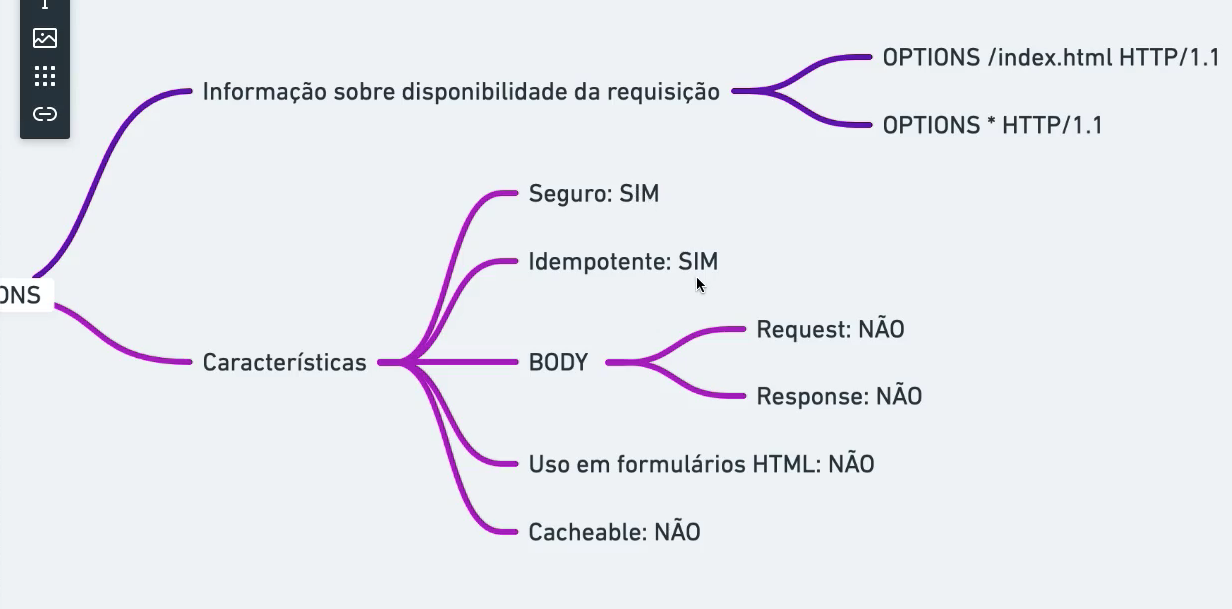 OPTIONS /index.html HTTP/1.1
Informação sobre disponibilidade da requisição
OPTIONS * HTTP/1.1
Seguro: SIM
Idempotente: SIM
ONS
Request: NÃO
Características
BODY
Response: NÃO
Uso em formulários HTML: NÃO
Cacheable: NÃO